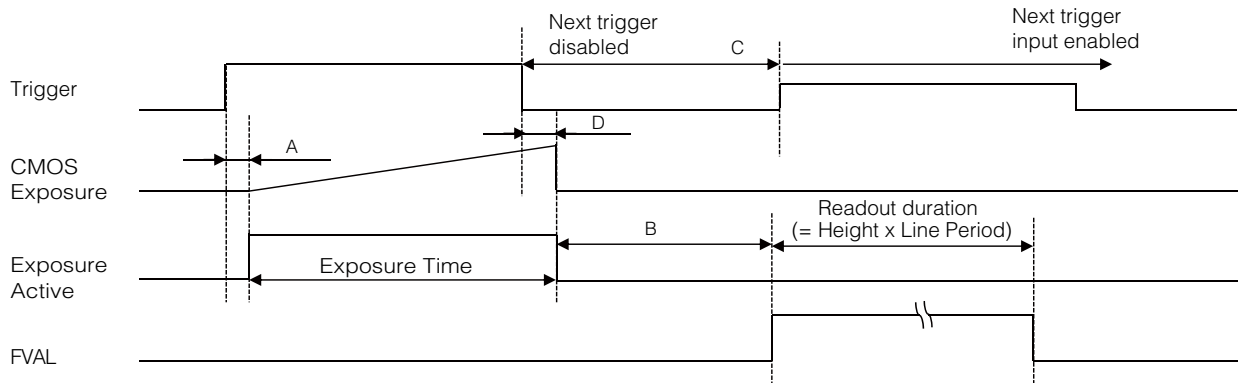 Next trigger
disabled
C
Next trigger
input enabled
Trigger
D
A
CMOS
Exposure
Readout duration
(= Height x Line Period)
B
Exposure Time
Exposure
Active
FVAL